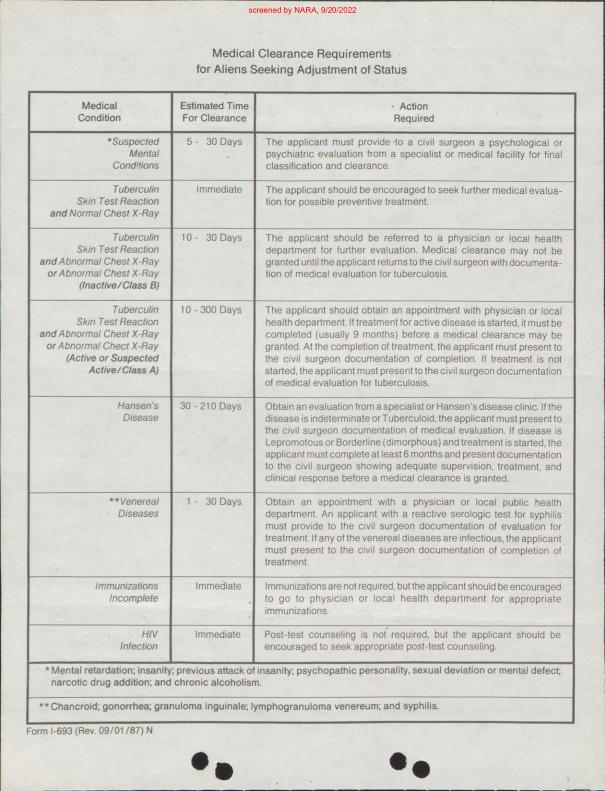 screened by NARA, 9/20/2022
Medical Clearance Requirements
for Aliens Seeking Adjustment of Status
Medical
Condition
Estimated Time
For Clearance
Action
Required
*Suspected
Mental
Conditions
5 - 30 Days
The applicant must provide to a civil surgeon a psychological or
psychiatric evaluation from a specialist or medical facility for final
classification and clearance.
Tuberculin
Skin Test Reaction
and Normal Chest X-Ray
Immediate
The applicant should be encouraged to seek further medical evalua-
tion for possible preventive treatment.
Tuberculin
Skin Test Reaction
and Abnormal Chest X-Ray
or Abnormal Chest X-Ray
(Inactive/Class B)
10 - 30 Days
The applicant should be referred to a physician or local health
department for further evaluation. Medical clearance may not be
granted until the applicant returns to the civil surgeon with documenta-
tion of medical evaluation for tuberculosis.
Tuberculin
Skin Test Reaction
and Abnormal Chest X-Ray
or Abnormal Chect X-Ray
(Active or Suspected
Active/Class A)
10 - 300 Days
The applicant should obtain an appointment with physician or local
health department. If treatment for active disease is started, it must be
completed (usually 9 months) before a medical clearance may be
granted. At the completion of treatment, the applicant must present to
the civil surgeon documentation of completion. If treatment is not
started, the applicant must present to the civil surgeon documentation
of medical evaluation for tuberculosis.
Hansen's
Disease
30 - 210 Days
Obtain an evaluation from a specialist or Hansen's disease clinic. If the
disease is indeterminate or Tuberculoid, the applicant must present to
the civil surgeon documentation of medical evaluation. If disease is
Lepromotous or Borderline (dimorphous) and treatment is started, the
applicant must complete at least 6 months and present documentation
to the civil surgeon showing adequate supervision, treatment, and
clinical response before a medical clearance is granted.
**Venereal
Diseases
1 - 30 Days
Obtain an appointment with a physician or local public health
department. An applicant with a reactive serologic test for syphilis
must provide to the civil surgeon documentation of evaluation for
treatment. If any of the venereal diseases are infectious, the applicant
must present to the civil surgeon documentation of completion of
treatment.
Immunizations
Incomplete
Immediate
Immunizations are not required, but the applicant should be encouraged
to go to physician or local health department for appropriate
immunizations.
HIV
Infection
Immediate
Post-test counseling is not required, but the applicant should be
encouraged to seek appropriate post-test counseling.
*Mental retardation; insanity; previous attack of insanity; psychopathic personality, sexual deviation or mental defect;
narcotic drug addition; and chronic alcoholism.
**Chancroid; gonorrhea; granuloma inguinale; lymphogranuloma venereum; and syphilis.
Form I-693 (Rev. 09/01/87) N